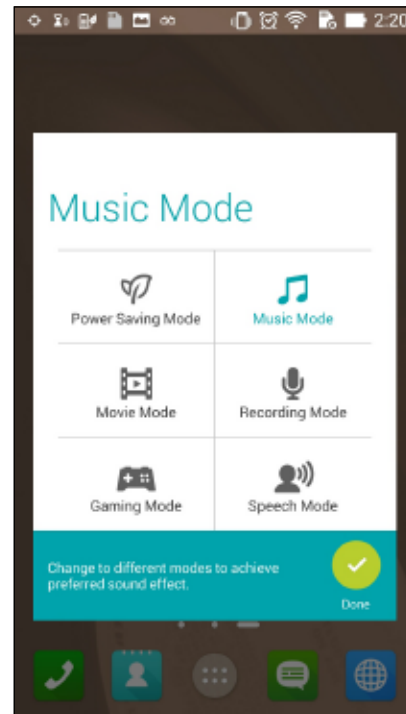 2:20
Music Mode
Power Saving Mode
Music Mode
Movie Mode
Recording Mode
Gaming Mode
Speech Mode
Change to different modes to achieve
preferred sound effect.
Done